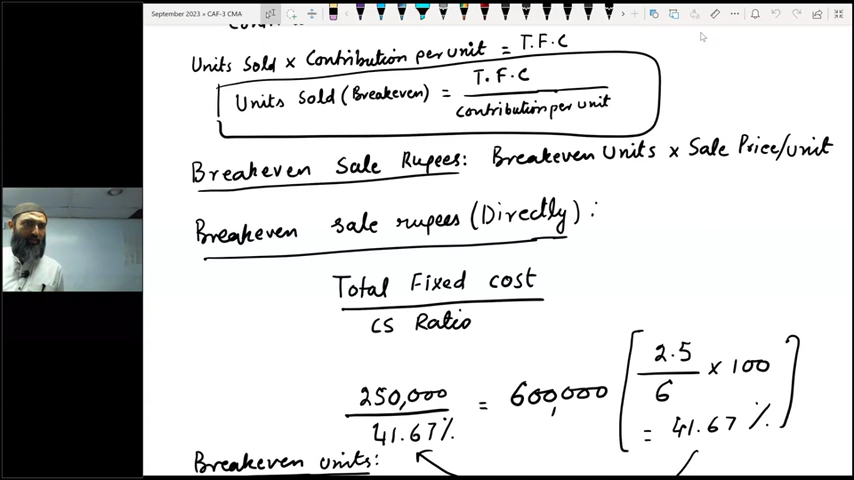 September 2023 » CAF-3 CMA
Units Sold x Contribution per unit = T.F.C
Units Sold (Breakeven) = T.F.C
Contribution per unit
Breakeven Sale Rupees: Breakeven Units x Sale Price/unit
Breakeven sale rupees (Directly):
Total Fixed cost
CS Ratio
2.5 x 100
6
250,000 = 600,000
41.67%
= 41.67 %
Breakeven units: